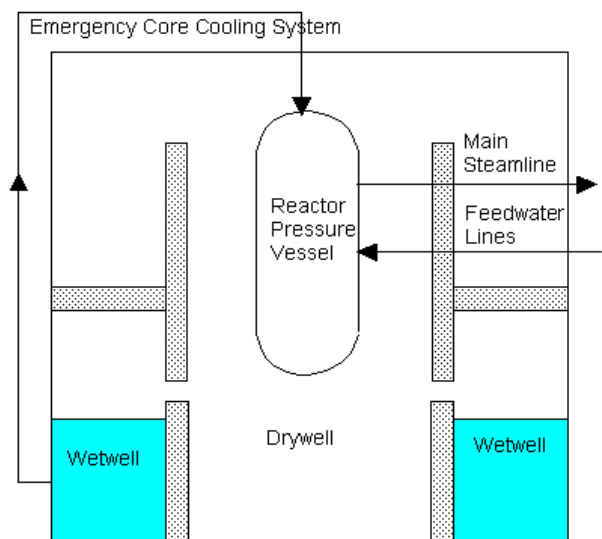 Emergency Core Cooling System
Main
Steamline
Reactor
Pressure
Vessel
Feedwater
Lines
Drywell
Wetwell
Wetwell